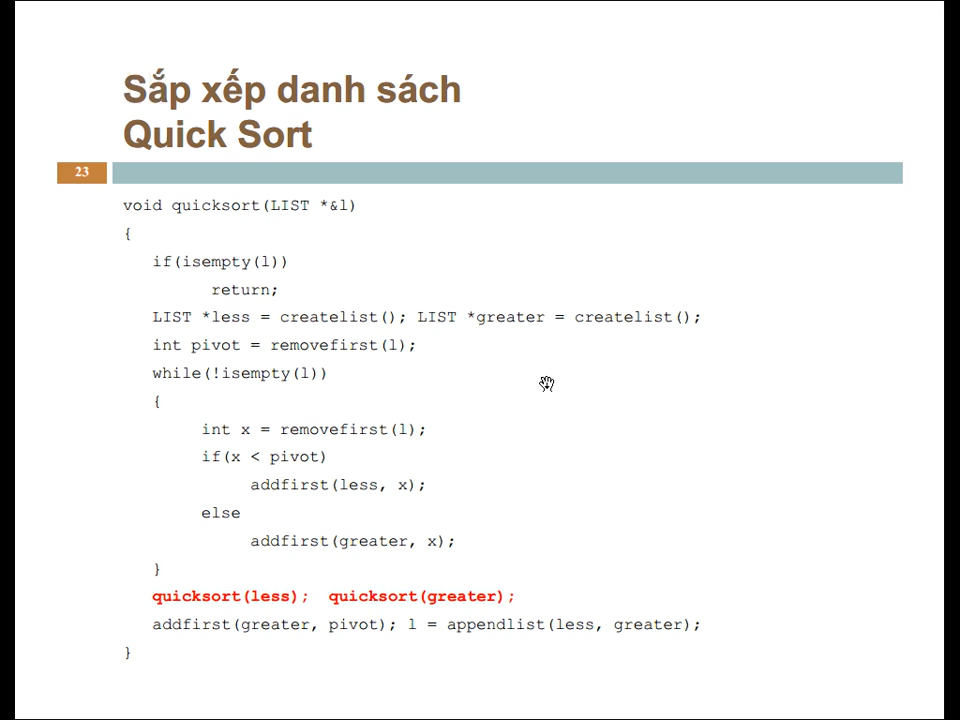 Sắp xếp danh sách
Quick Sort
23
void quicksort(LIST *&l)
{
if(isempty(l))
return;
LIST *less = createlist(); LIST *greater = createlist();
int pivot = removefirst(l);
while(!isempty(l))
{
int x = removefirst(l);
if(x < pivot)
addfirst(less, x);
else
addfirst(greater, x);
}
quicksort(less); quicksort(greater);
addfirst(greater, pivot); l = appendlist(less, greater);
}